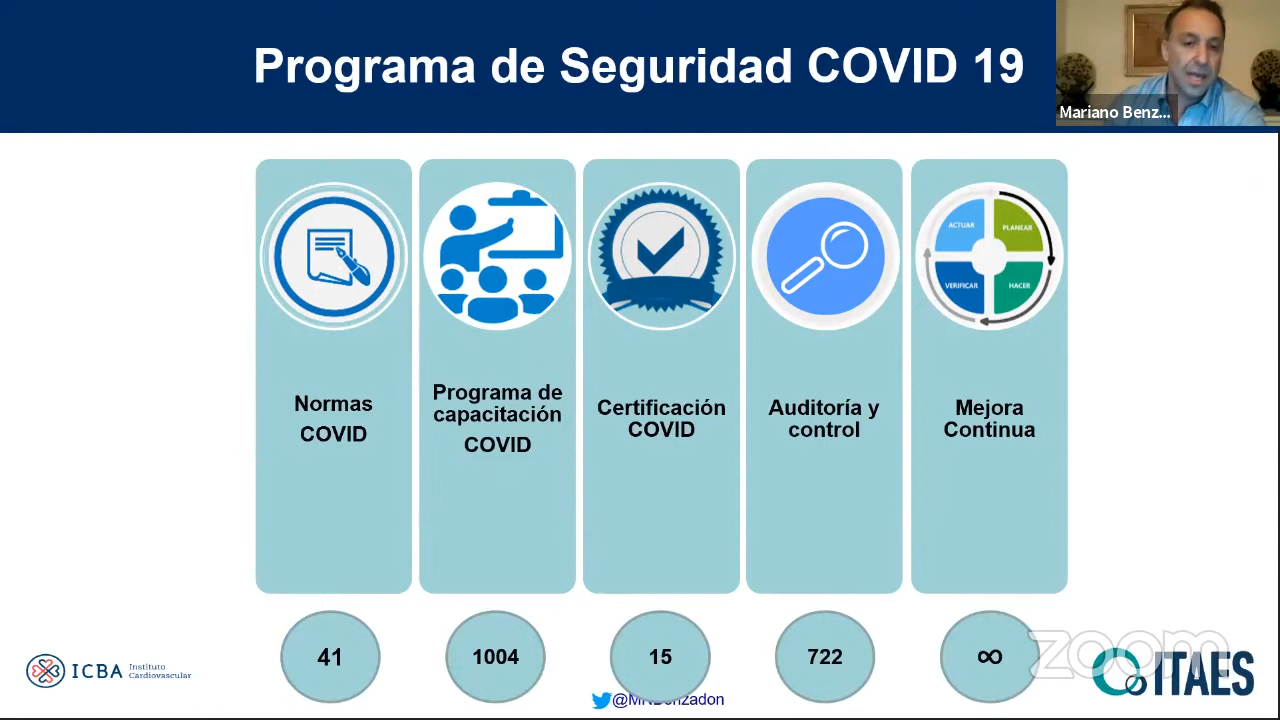 Programa de Seguridad COVID 19
Mariano Benz...
ACTUAR
PLANEAR
VERIFICAR
HACER
Normas
COVID
Programa de
capacitación
COVID
Certificación
COVID
Auditoría y
control
Mejora
Continua
41
1004
15
722
∞
ICBA
Instituto
Cardiovascular
@MNBenzadon
zoom
ITAES